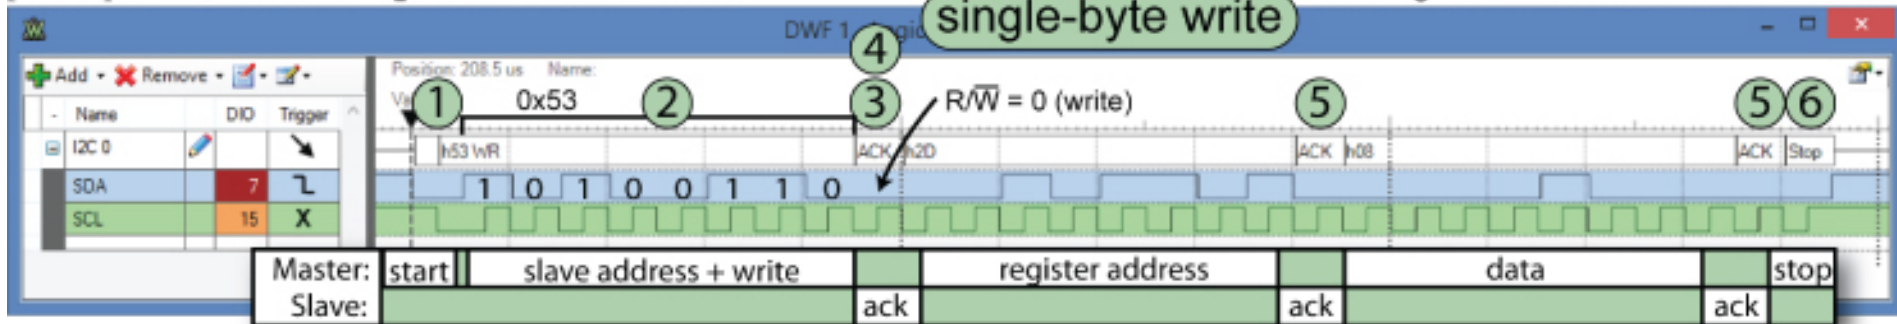 single-byte write
DWF 1
4
Add Remove
Position: 208.5 us Name:
1 0x53 2 3 R/W̅ = 0 (write) 5 5 6
- Name DIO Trigger
I2C 0 h53 WR ACK h2D ACK h08 ACK Stop
SDA 7 1 0 1 0 0 1 1 0
SCL 15 X
Master: start slave address + write register address data stop
Slave: ack ack ack